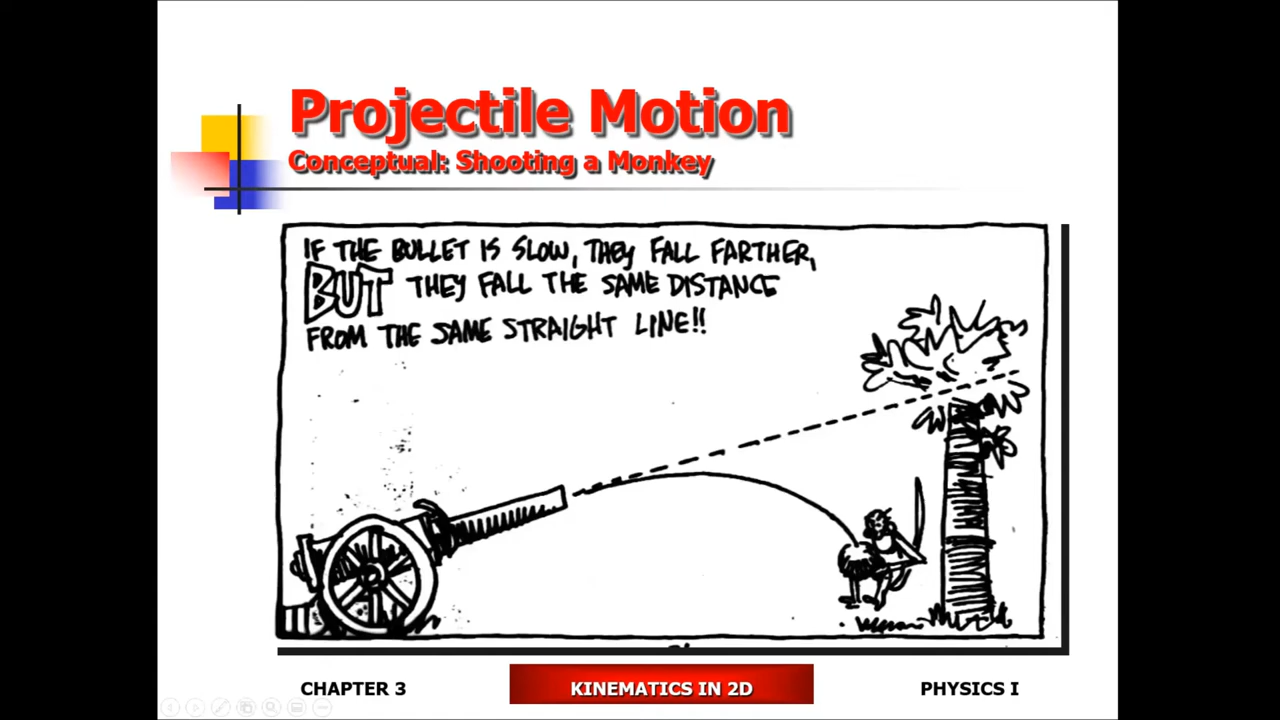 Projectile Motion
Conceptual: Shooting a Monkey
IF THE BULLET IS SLOW, THEY FALL FARTHER,
BUT THEY FALL THE SAME DISTANCE
FROM THE SAME STRAIGHT LINE!!
CHAPTER 3
KINEMATICS IN 2D
PHYSICS I